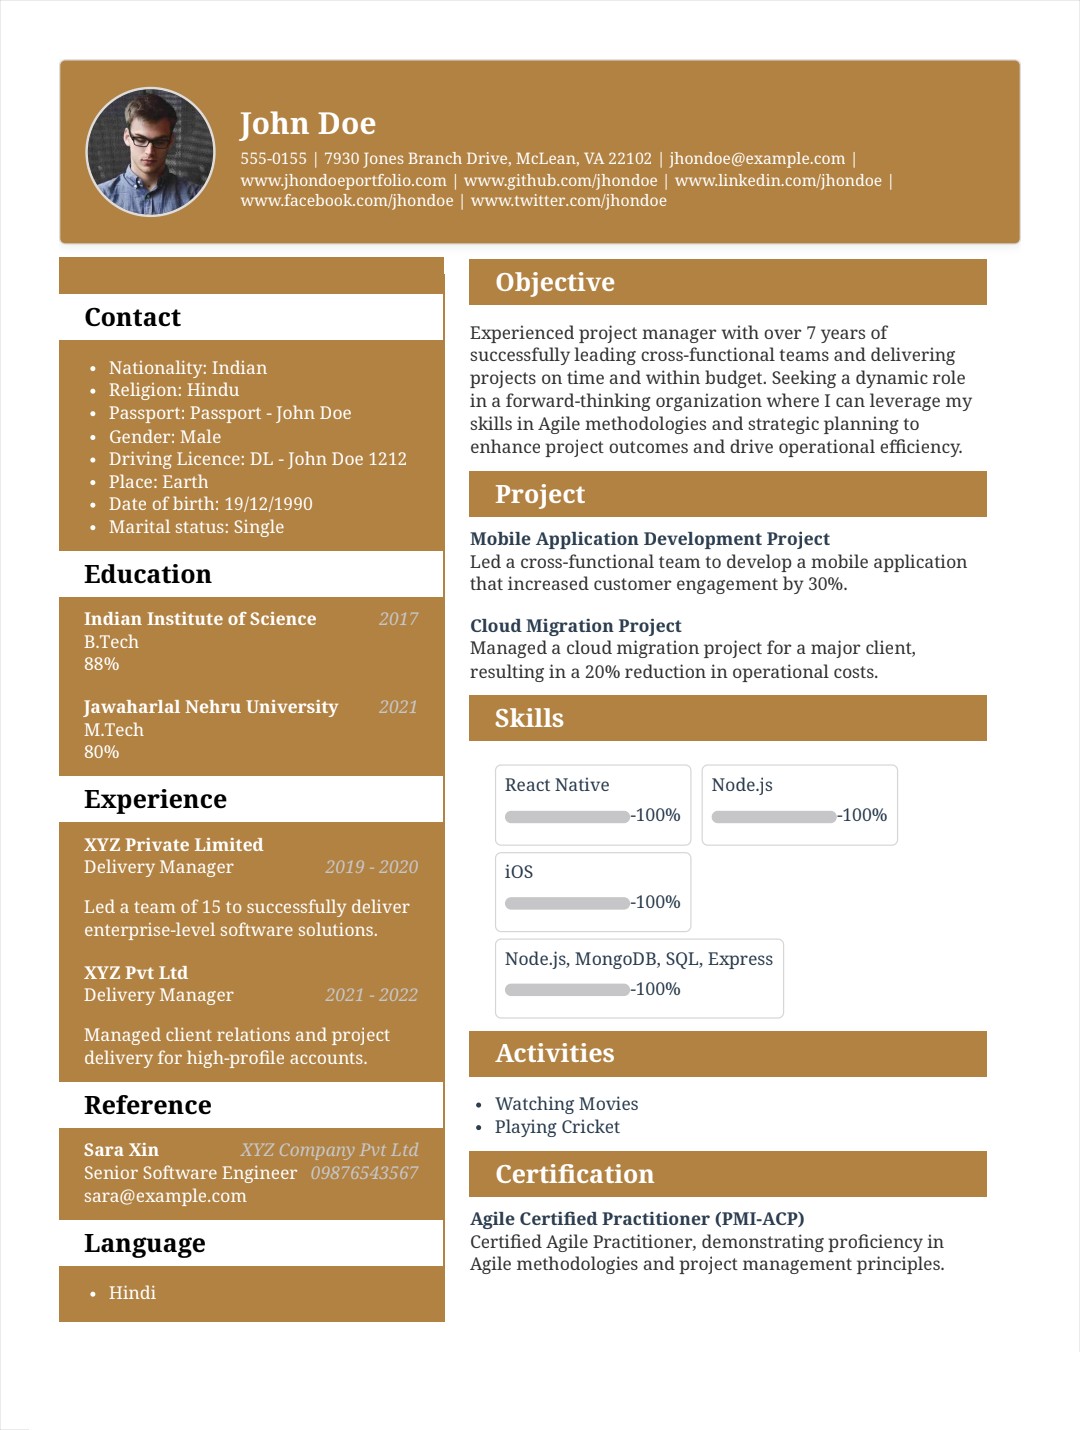 John Doe
555-0155 | 7930 Jones Branch Drive, McLean, VA 22102 | jhondoe@example.com |
www.jhondoeportfolio.com | www.github.com/jhondoe | www.linkedin.com/jhondoe |
www.facebook.com/jhondoe | www.twitter.com/jhondoe
Contact
• Nationality: Indian
• Religion: Hindu
• Passport: Passport - John Doe
• Gender: Male
• Driving Licence: DL - John Doe 1212
• Place: Earth
• Date of birth: 19/12/1990
• Marital status: Single
Education
Indian Institute of Science 2017
B.Tech
88%
Jawaharlal Nehru University 2021
M.Tech
80%
Experience
XYZ Private Limited
Delivery Manager 2019 - 2020
Led a team of 15 to successfully deliver
enterprise-level software solutions.
XYZ Pvt Ltd
Delivery Manager 2021 - 2022
Managed client relations and project
delivery for high-profile accounts.
Reference
Sara Xin XYZ Company Pvt Ltd
Senior Software Engineer 09876543567
sara@example.com
Language
• Hindi
Objective
Experienced project manager with over 7 years of
successfully leading cross-functional teams and delivering
projects on time and within budget. Seeking a dynamic role
in a forward-thinking organization where I can leverage my
skills in Agile methodologies and strategic planning to
enhance project outcomes and drive operational efficiency.
Project
Mobile Application Development Project
Led a cross-functional team to develop a mobile application
that increased customer engagement by 30%.
Cloud Migration Project
Managed a cloud migration project for a major client,
resulting in a 20% reduction in operational costs.
Skills
React Native Node.js
-100% -100%
iOS
-100%
Node.js, MongoDB, SQL, Express
-100%
Activities
• Watching Movies
• Playing Cricket
Certification
Agile Certified Practitioner (PMI-ACP)
Certified Agile Practitioner, demonstrating proficiency in
Agile methodologies and project management principles.